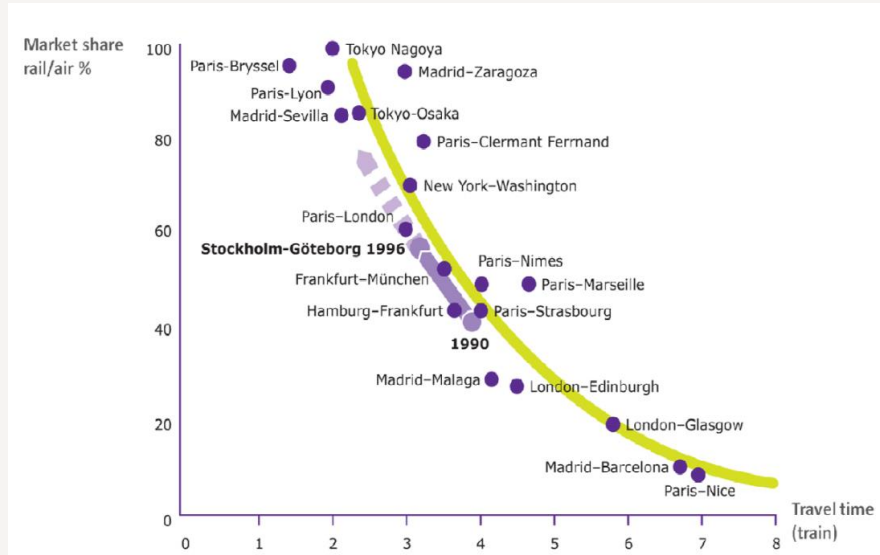 Market share
rail/air %
100
80
60
40
20
0
Tokyo Nagoya
Paris-Bryssel
Madrid-Zaragoza
Paris-Lyon
Madrid-Sevilla
Tokyo-Osaka
Paris-Clermant Ferrnand
New York-Washington
Paris-London
Stockholm-Göteborg 1996
Paris-Nimes
Frankfurt-München
Paris-Marseille
Hamburg-Frankfurt
Paris-Strasbourg
1990
Madrid-Malaga
London-Edinburgh
London-Glasgow
Madrid-Barcelona
Paris-Nice
Travel time
(train)
0 1 2 3 4 5 6 7 8